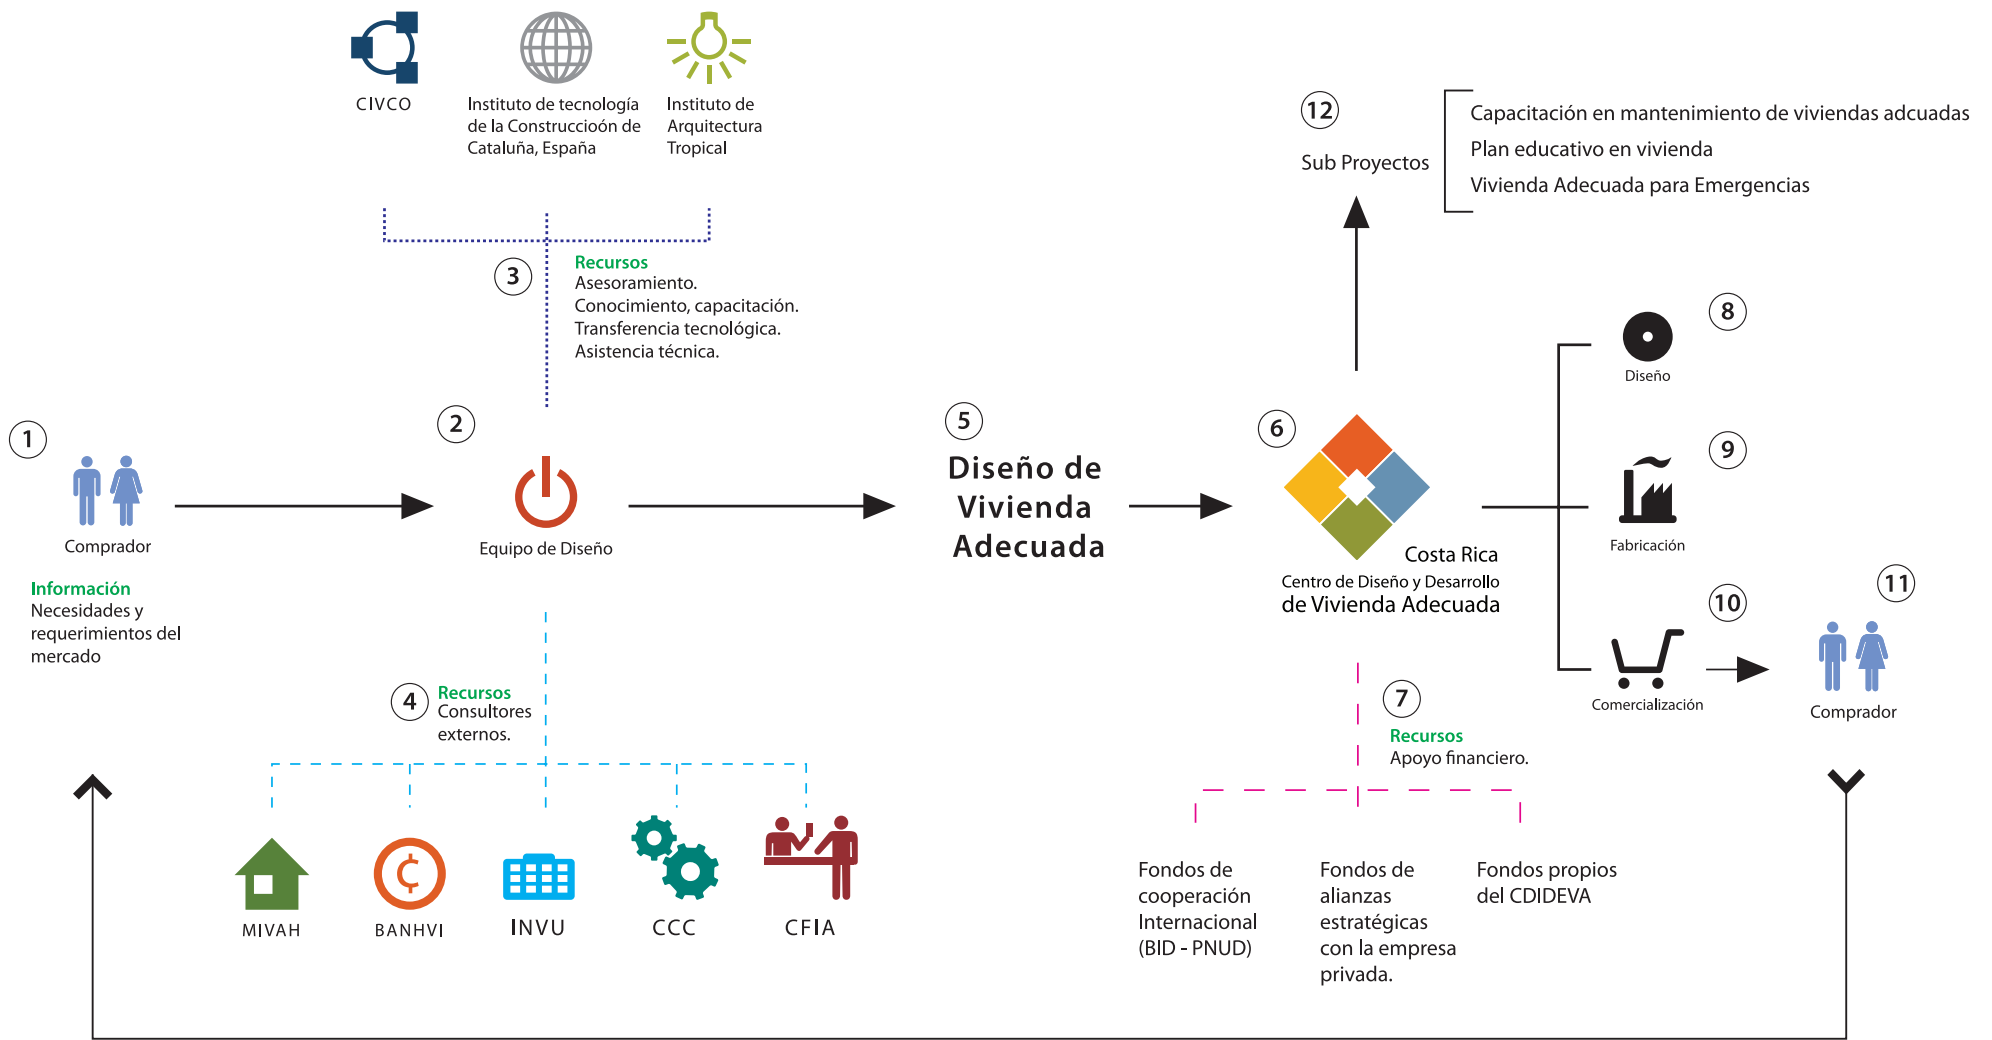 CIVCO
Instituto de tecnología
de la Construccioón de
Cataluña, España
Instituto de
Arquitectura
Tropical
3
Recursos
Asesoramiento.
Conocimiento, capacitación.
Transferencia tecnológica.
Asistencia técnica.
1
Comprador
Información
Necesidades y
requerimientos del
mercado
2
Equipo de Diseño
4
Recursos
Consultores
externos.
MIVAH
BANHVI
INVU
CCC
CFIA
5
Diseño de
Vivienda
Adecuada
6
Costa Rica
Centro de Diseño y Desarrollo
de Vivienda Adecuada
12
Sub Proyectos
Capacitación en mantenimiento de viviendas adcuadas
Plan educativo en vivienda
Vivienda Adecuada para Emergencias
7
Recursos
Apoyo financiero.
Fondos de
cooperación
Internacional
(BID - PNUD)
Fondos de
alianzas
estratégicas
con la empresa
privada.
Fondos propios
del CDIDEVA
8
Diseño
9
Fabricación
10
Comercialización
11
Comprador